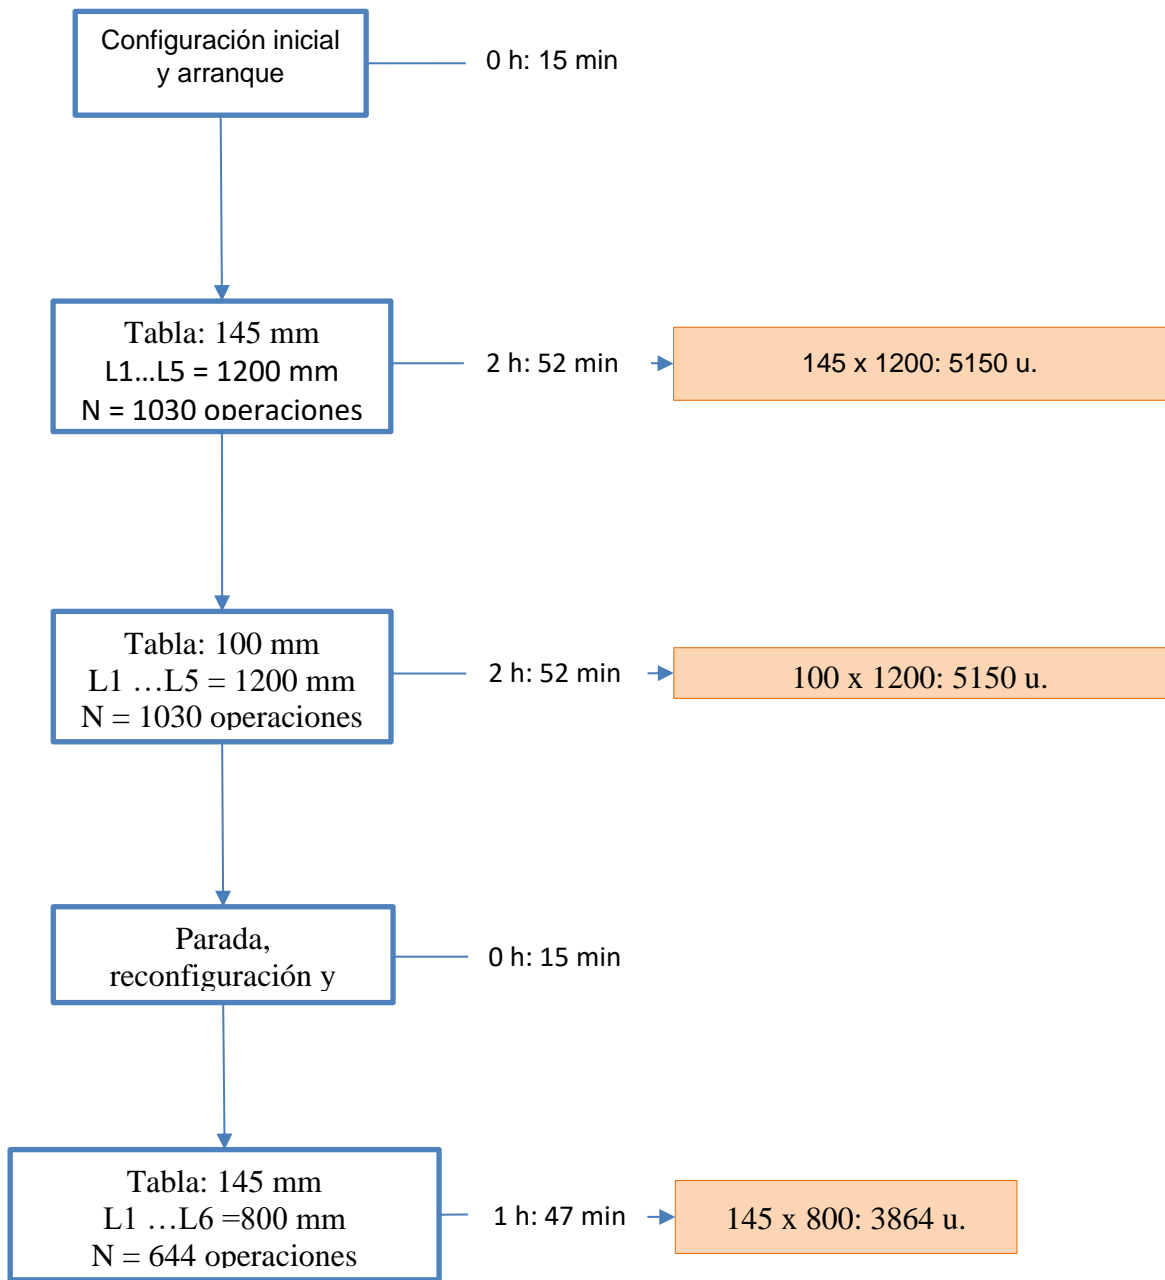 Configuración inicial
y arranque
0 h: 15 min
Tabla: 145 mm
L1...L5 = 1200 mm
N = 1030 operaciones
2 h: 52 min
145 x 1200: 5150 u.
Tabla: 100 mm
L1 …L5 = 1200 mm
N = 1030 operaciones
2 h: 52 min
100 x 1200: 5150 u.
Parada,
reconfiguración y
0 h: 15 min
Tabla: 145 mm
L1 …L6 =800 mm
N = 644 operaciones
1 h: 47 min
145 x 800: 3864 u.